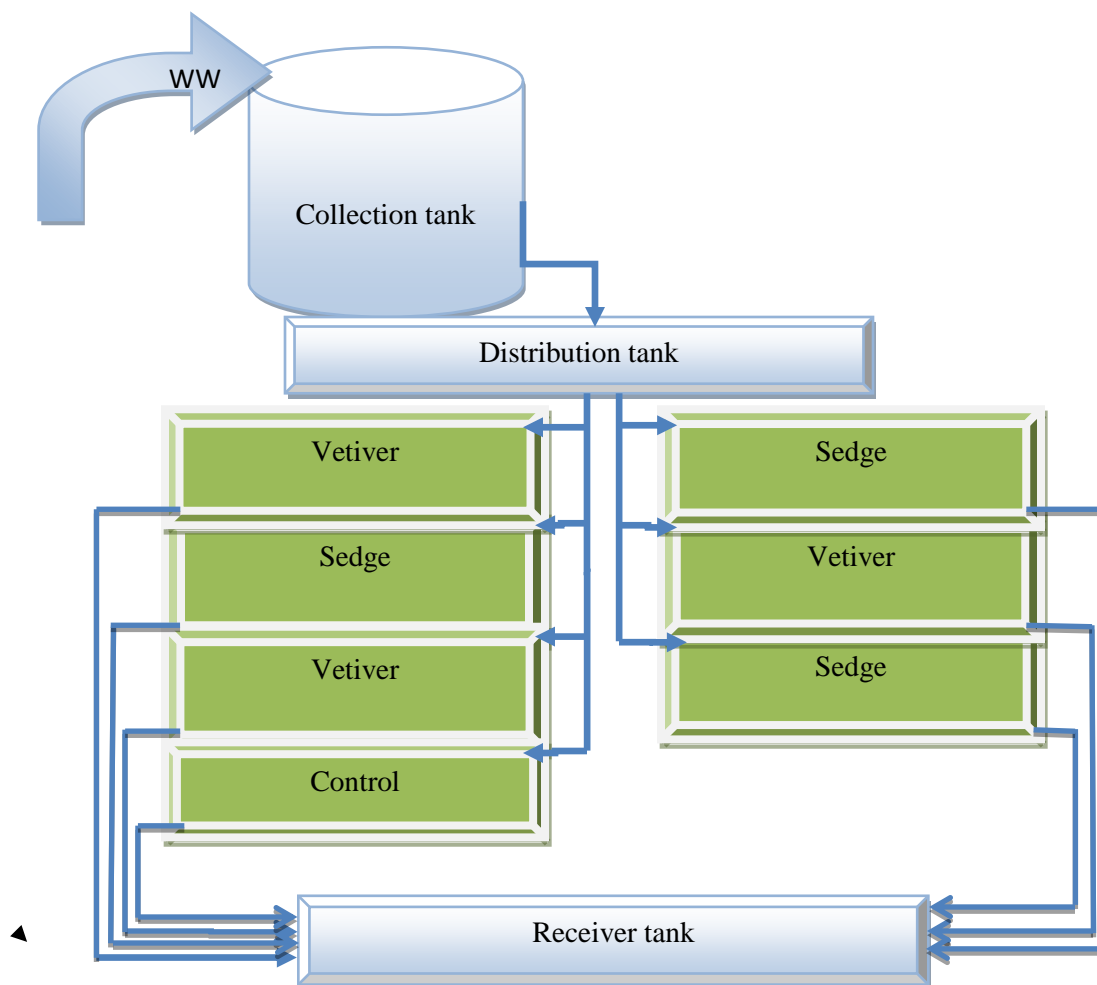 WW
Collection tank
Distribution tank
Vetiver
Sedge
Sedge
Vetiver
Vetiver
Sedge
Control
Receiver tank